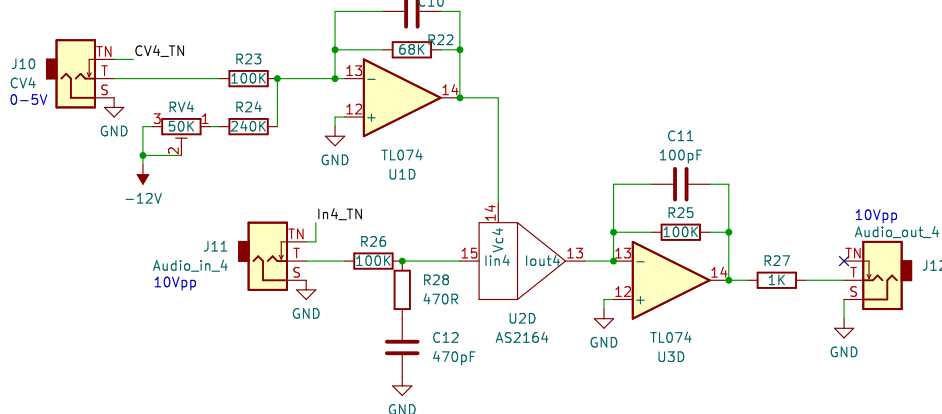 C10
R22
68K
TN
CV4_TN
J10
CV4
0-5V
T
S
GND
R23
100K
RV4
3
50K
1
2
R24
240K
-12V
13
-
12
+
14
GND
TL074
U1D
In4_TN
J11
Audio_in_4
10Vpp
TN
T
S
GND
R26
100K
R28
470R
C12
470pF
GND
14
Vc4
15
Iin4
Iout4
13
U2D
AS2164
C11
100pF
R25
100K
13
-
12
+
14
GND
TL074
U3D
R27
1K
10Vpp
Audio_out_4
TN
T
S
J12
GND